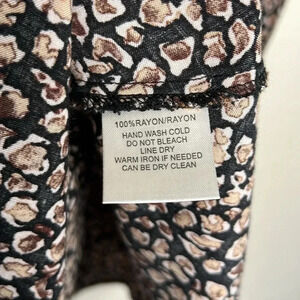 100%RAYON/RAYON
HAND WASH COLD
DO NOT BLEACH
LINE DRY
WARM IRON IF NEEDED
CAN BE DRY CLEAN